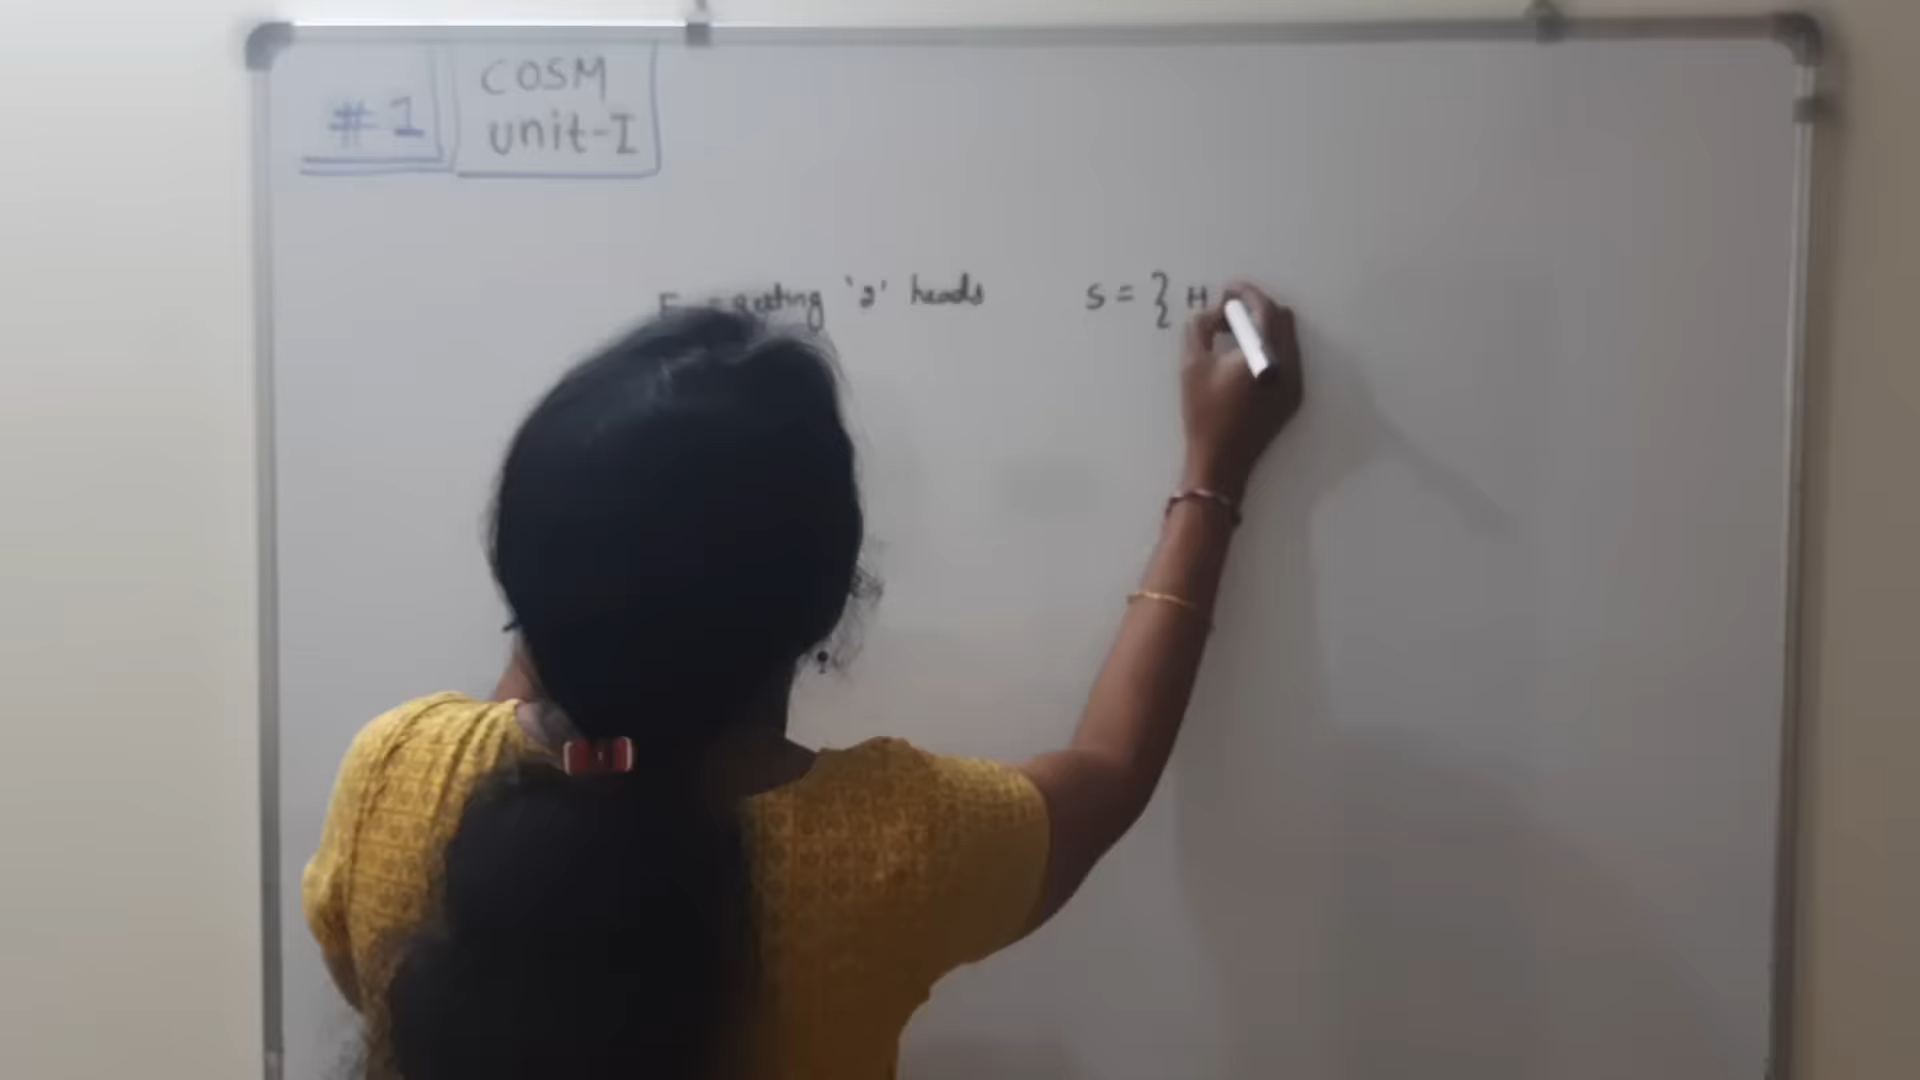 #1
COSM
unit-I
getting '2' heads
S = { H